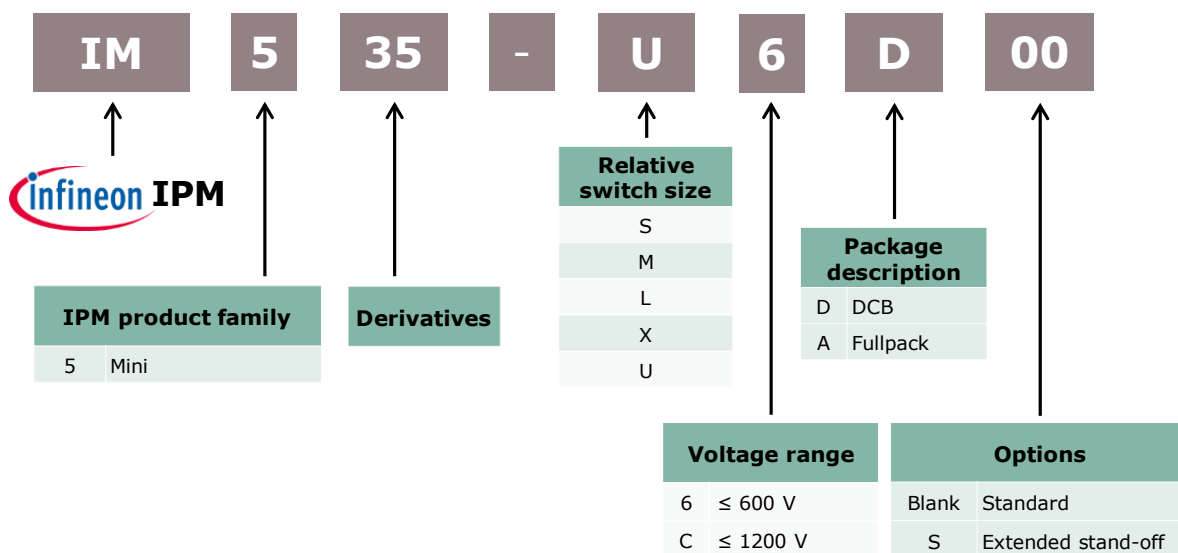 IM 5 35 - U 6 D 00
infineon IPM
IPM product family
5 Mini
Derivatives
Relative
switch size
S
M
L
X
U
Package
description
D DCB
A Fullpack
Voltage range
6 ≤ 600 V
C ≤ 1200 V
Options
Blank Standard
S Extended stand-off